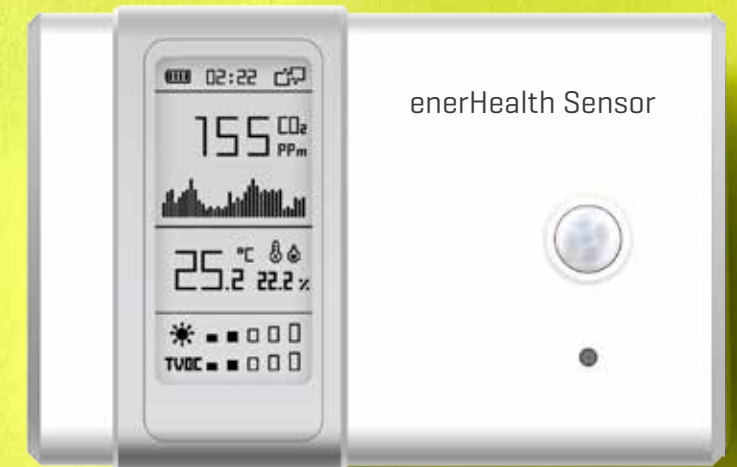 02:22
enerHealth Sensor
155 CO2
PPm
25.2 °C 22.2 %
TVOC